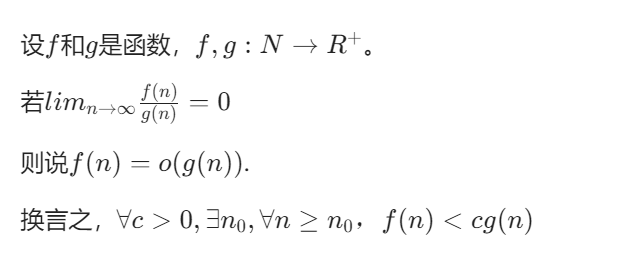 设f和g是函数，f, g : N → R⁺。
若lim_{n→∞} f(n)/g(n) = 0
则说f(n) = o(g(n)).
换言之，∀c > 0, ∃n₀, ∀n ≥ n₀，f(n) < cg(n)